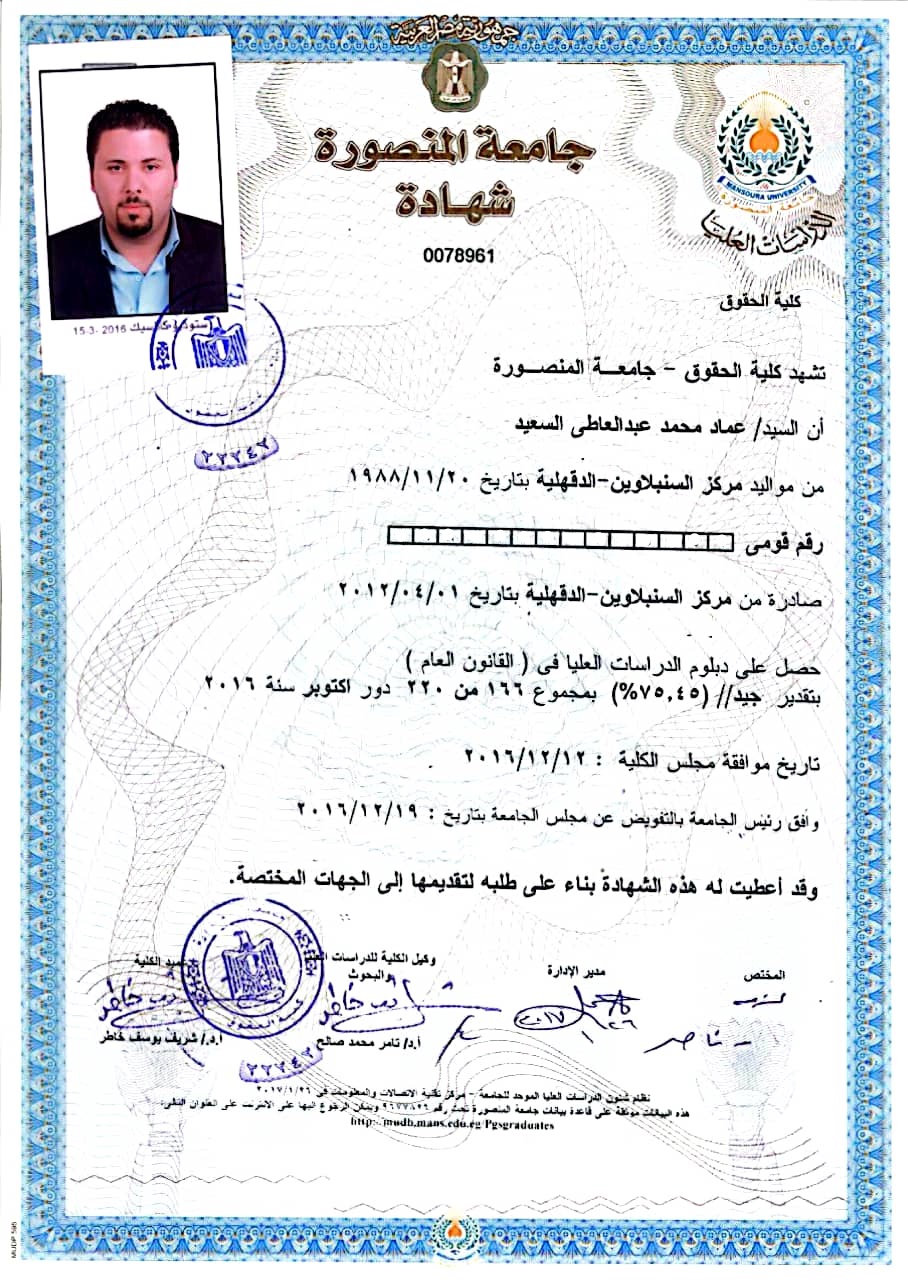 جمهورية مصر العربية
جامعة المنصورة
شهادة
MANSOURA UNIVERSITY
جامعة المنصورة
الدراسات العليا
0078961
ستوديو 15-3-2016
كلية الحقوق
تشهد كلية الحقوق - جامعــة المنصــورة
أن السيد/ عماد محمد عبدالعاطى السعيد
من مواليد مركز السنبلاوين-الدقهلية بتاريخ ١٩٨٨/١١/٢٠
رقم قومى
صادرة من مركز السنبلاوين-الدقهلية بتاريخ ٢٠١٢/٠٤/٠١
حصل على دبلوم الدراسات العليا فى ( القانون العام )
بتقدير جيد// (٧٥,٤٥%) بمجموع ١٦٦ من ٢٢٠ دور اكتوبر سنة ٢٠١٦
تاريخ موافقة مجلس الكلية : ٢٠١٦/١٢/١٢
وافق رئيس الجامعة بالتفويض عن مجلس الجامعة بتاريخ : ٢٠١٦/١٢/١٩
وقد أعطيت له هذه الشهادة بناء على طلبه لتقديمها إلى الجهات المختصة.
المختص
مدير الإدارة
وكيل الكلية للدراسات العليا
والبحوث
عميد الكلية
أ.د/ تامر محمد صالح
أ.د/ شريف يوسف خاطر
٢٢٢٤٢
٢٢٢٤٢
نظام شئون الدراسات العليا الموحد للجامعة - مركز تقنية الاتصالات والمعلومات فى ٢٠١٧/١/٢٦
هذه البيانات موثقة على قاعدة بيانات جامعة المنصورة تحت رقم ٩٦٧٧٨٢٦ ويمكن الرجوع اليها على الانترنت على العنوان التالى:
http://mudb.mans.edu.eg/Pgsgraduates